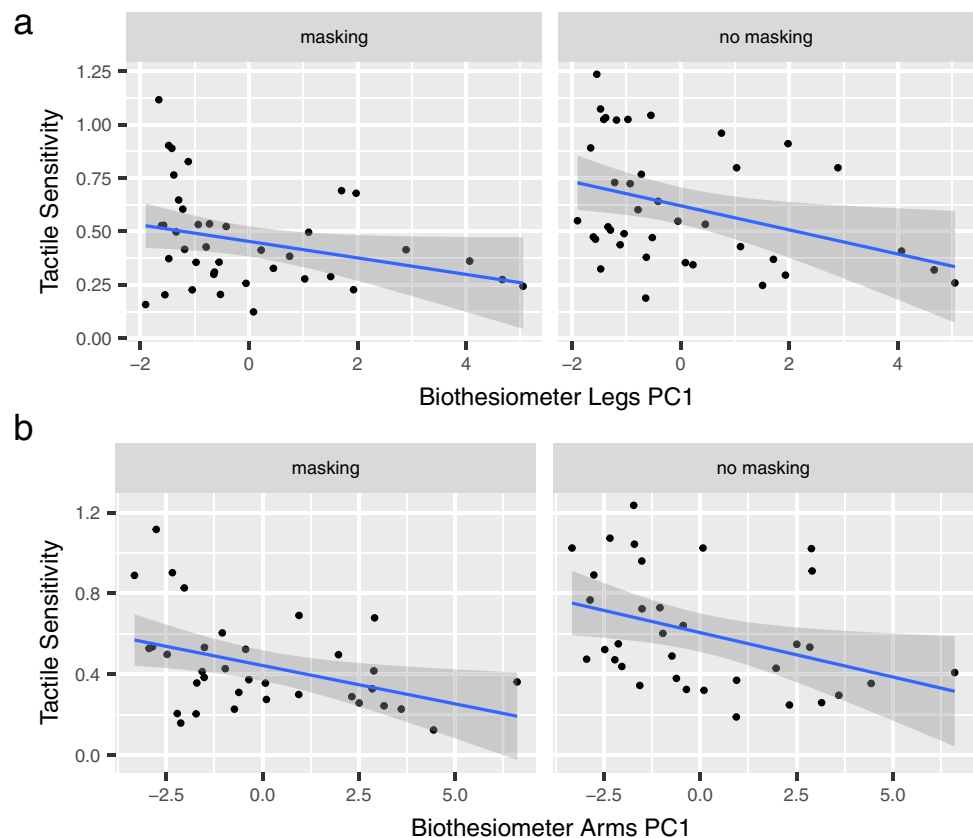 a
masking
no masking
1.25
1.00
0.75
0.50
0.25
0.00
Tactile Sensitivity
−2
0
2
4
−2
0
2
4
Biothesiometer Legs PC1
b
masking
no masking
1.2
0.8
0.4
0.0
Tactile Sensitivity
−2.5
0.0
2.5
5.0
−2.5
0.0
2.5
5.0
Biothesiometer Arms PC1